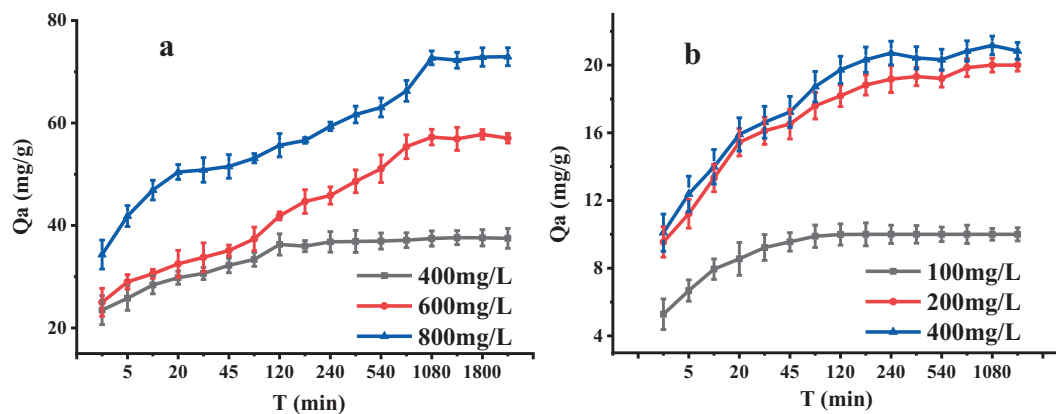 a
80
60
40
20
Qa (mg/g)
400mg/L
600mg/L
800mg/L
5 20 45 120 240 540 1080 1800
T (min)
b
20
16
12
8
4
Qa (mg/g)
100mg/L
200mg/L
400mg/L
5 20 45 120 240 540 1080
T (min)